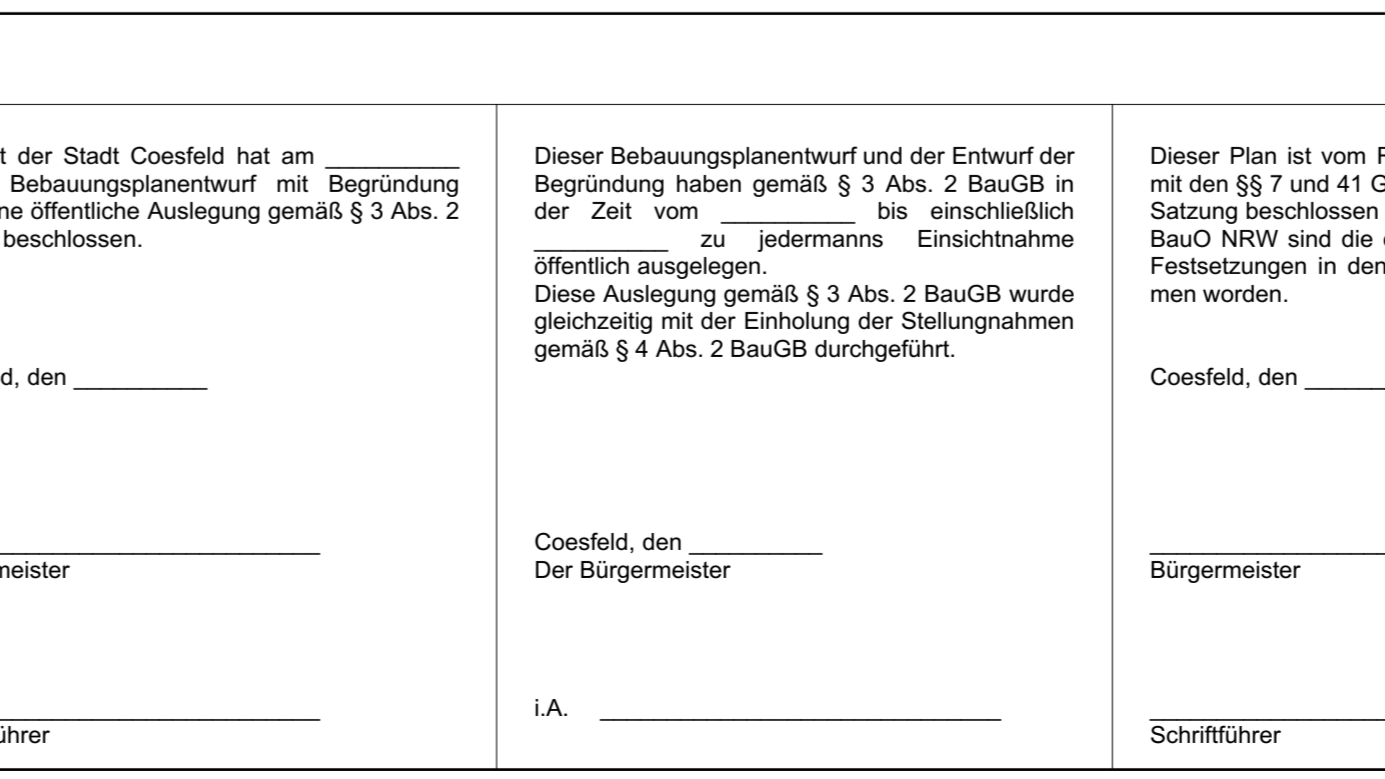 der Stadt Coesfeld hat am __________
Bebauungsplanentwurf mit Begründung
öffentliche Auslegung gemäß § 3 Abs. 2
beschlossen.
den __________
Dieser Bebauungsplanentwurf und der Entwurf der
Begründung haben gemäß § 3 Abs. 2 BauGB in
der Zeit vom __________ bis einschließlich
__________ zu jedermanns Einsichtnahme
öffentlich ausgelegen.
Diese Auslegung gemäß § 3 Abs. 2 BauGB wurde
gleichzeitig mit der Einholung der Stellungnahmen
gemäß § 4 Abs. 2 BauGB durchgeführt.
Coesfeld, den __________
Der Bürgermeister
i.A. ______________________________
Dieser Plan ist vom
mit den §§ 7 und 41
Satzung beschlossen
BauO NRW sind die
Festsetzungen in den
men worden.
Coesfeld, den ______
Bürgermeister
Schriftführer